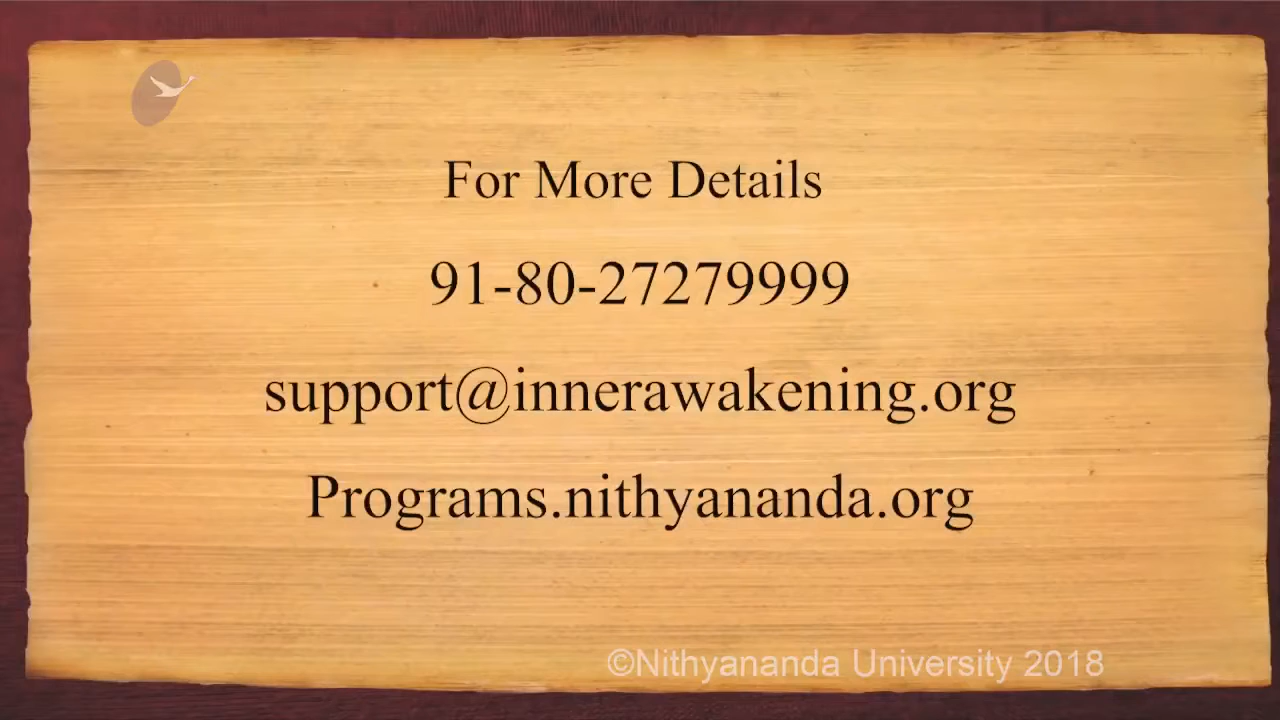 For More Details
91-80-27279999
support@innerawakening.org
Programs.nithyananda.org
©Nithyananda University 2018